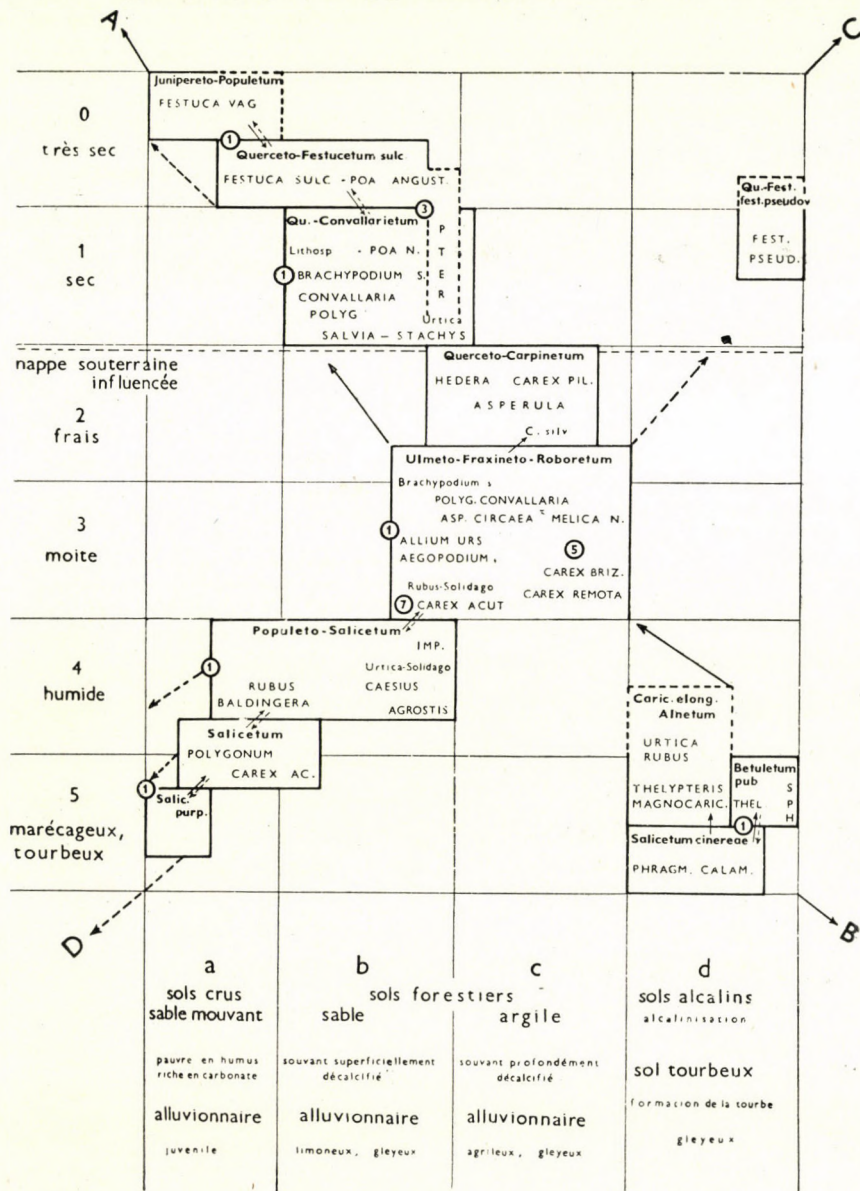 A
C
0
très sec
Junipereto-Populetum
FESTUCA VAG
1
Querceto-Festucetum sulc
FESTUCA SULC - POA ANGUST.
3
Qu.-Fest.
fest.pseudov
FEST.
PSEUD.
1
sec
Qu.-Convallarietum
Lithosp - POA N.
1
BRACHYPODIUM S.
CONVALLARIA
POLYG
SALVIA - STACHYS
P
T
E
R
Urtica
nappe souterraine
influencée
2
frais
Querceto-Carpinetum
HEDERA CAREX PIL.
ASPERULA
C. silv
Ulmeto-Fraxineto-Roboretum
Brachypodium s
POLYG. CONVALLARIA
ASP. CIRCAEA MELICA N.
3
moite
1
ALLIUM URS
AEGOPODIUM,
5
CAREX BRIZ.
CAREX REMOTA
Rubus-Solidago
7 CAREX ACUT
4
humide
Populeto-Salicetum
1
IMP.
Urtica-Solidago
RUBUS CAESIUS
BALDINGERA AGROSTIS
Salicetum
POLYGONUM
CAREX AC.
5
marécageux,
tourbeux
1
Salic.
purp.
Caric. elong.
Alnetum
URTICA
RUBUS
THELYPTERIS
MAGNOCARIC.
Betuletum
pub
THEL
S
P
H
1
Salicetum cinereae
PHRAGM. CALAM.
D
B
a b c d
sols crus
sable mouvant
sols forestiers
sable argile
sols alcalins
alcalinisation
pauvre en humus
riche en carbonate
souvant superficiellement
décalcifié
souvant profondément
décalcifié
sol tourbeux
formation de la tourbe
gleyeux
alluvionnaire alluvionnaire alluvionnaire
juvenile limoneux, gleyeux agrileux, gleyeux